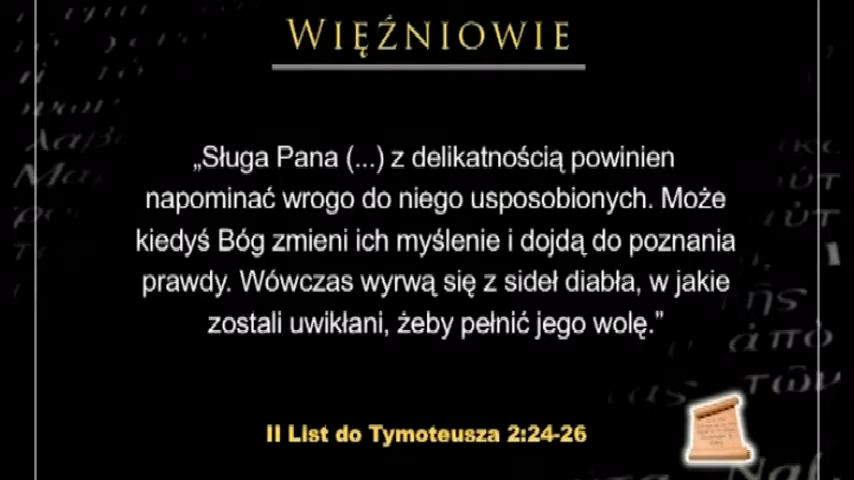 WIĘŹNIOWIE
„Sługa Pana (...) z delikatnością powinien
napominać wrogo do niego usposobionych. Może
kiedyś Bóg zmieni ich myślenie i dojdą do poznania
prawdy. Wówczas wyrwą się z sideł diabła, w jakie
zostali uwikłani, żeby pełnić jego wolę.”
II List do Tymoteusza 2:24-26
ἀπὸ
τῶν